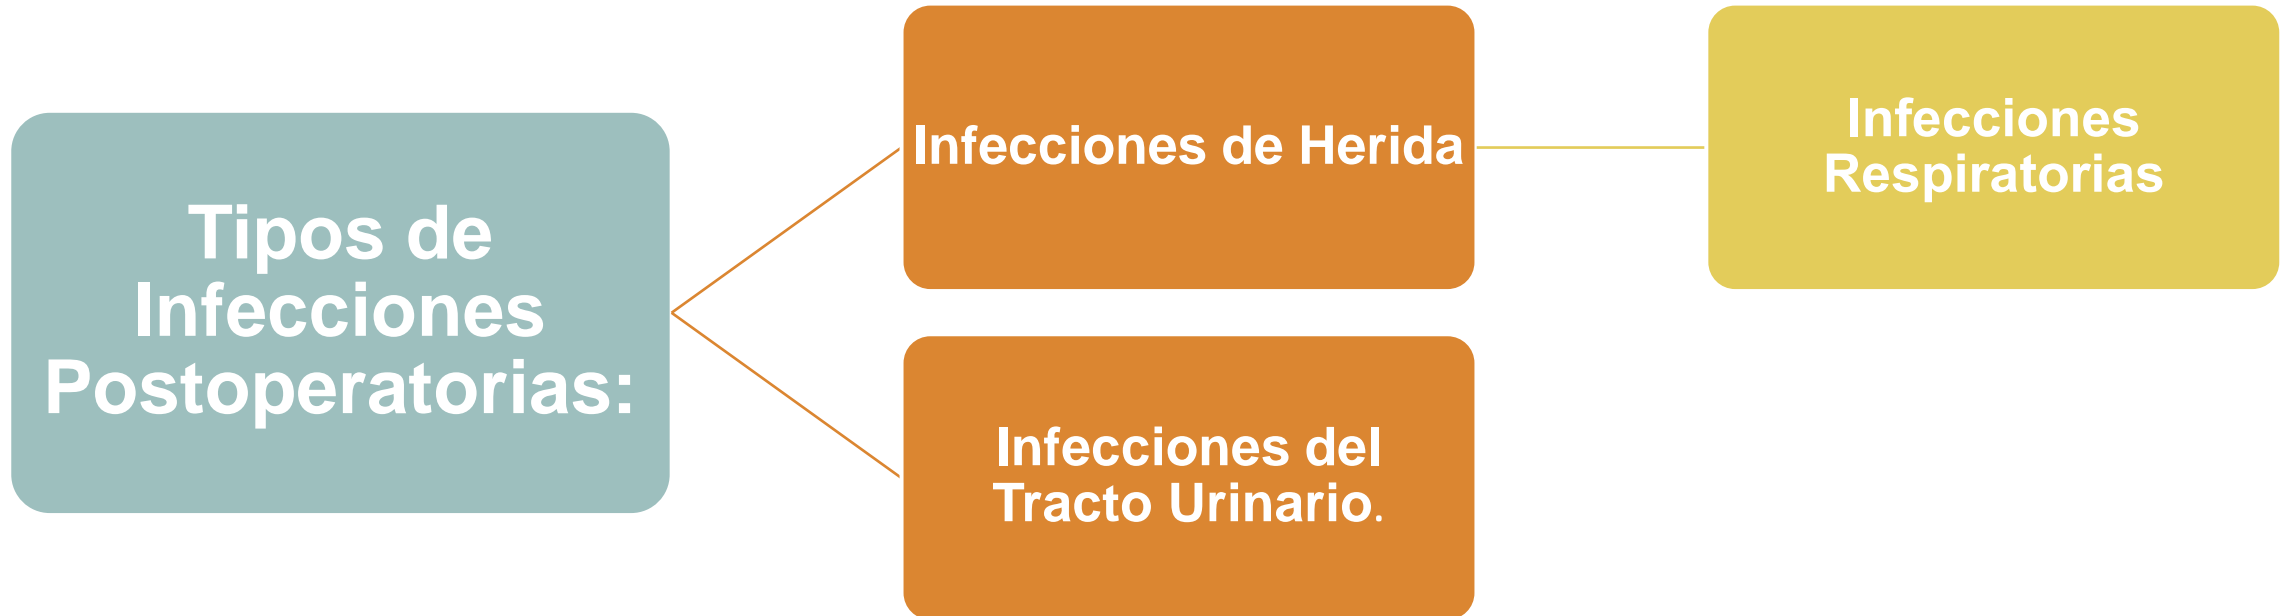 Tipos de
Infecciones
Postoperatorias:
Infecciones de Herida
Infecciones
Respiratorias
Infecciones del
Tracto Urinario.